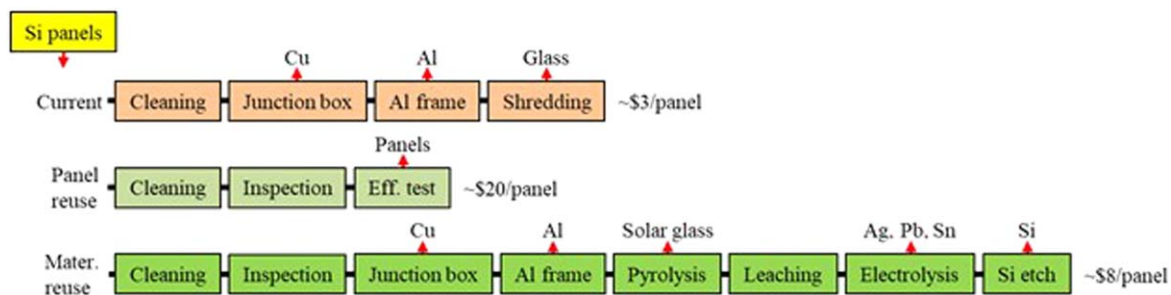 Si panels
Cu Al Glass
Current Cleaning Junction box Al frame Shredding ~$3/panel
Panels
Panel reuse Cleaning Inspection Eff. test ~$20/panel
Cu Al Solar glass Ag, Pb, Sn Si
Mater. reuse Cleaning Inspection Junction box Al frame Pyrolysis Leaching Electrolysis Si etch ~$8/panel